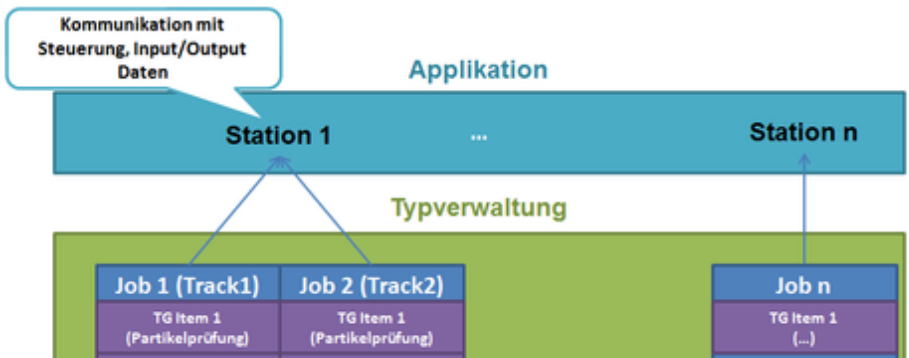 Kommunikation mit
Steuerung, Input/Output
Daten
Applikation
Station 1 ... Station n
Typverwaltung
Job 1 (Track1) Job 2 (Track2) Job n
TG Item 1 TG Item 1 TG Item 1
(Partikelprüfung) (Partikelprüfung) (...)